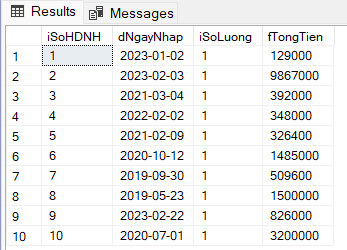 Results Messages
iSoHDNH dNgayNhap iSoLuong fTongTien
1 1 2023-01-02 1 129000
2 2 2023-02-03 1 9867000
3 3 2021-03-04 1 392000
4 4 2022-02-02 1 348000
5 5 2021-02-09 1 326400
6 6 2020-10-12 1 1485000
7 7 2019-09-30 1 509600
8 8 2019-05-23 1 1500000
9 9 2023-02-22 1 826000
10 10 2020-07-01 1 3200000